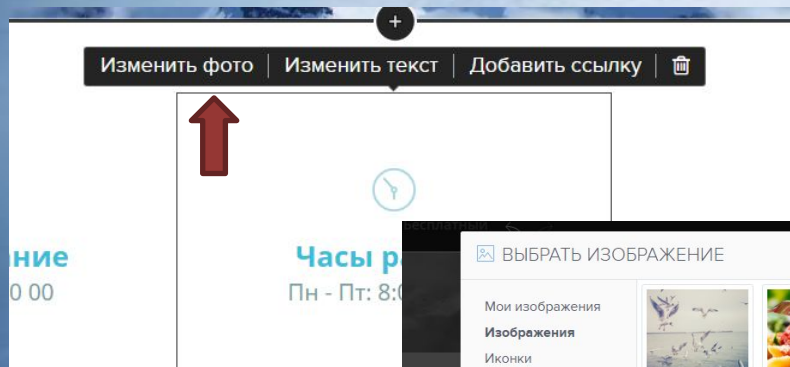 +
Изменить фото | Изменить текст | Добавить ссылку |
Бесплатный
ВЫБРАТЬ ИЗОБРАЖЕНИЕ
Мои изображения
Изображения
Иконки
ние
0 00
Часы р
Пн - Пт: 8: